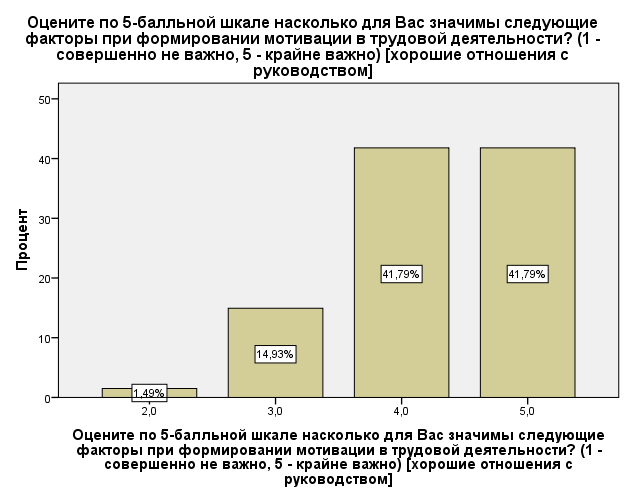 Оцените по 5-балльной шкале насколько для Вас значимы следующие
факторы при формировании мотивации в трудовой деятельности? (1 -
совершенно не важно, 5 - крайне важно) [хорошие отношения с
руководством]
50
40
30
20
10
0
Процент
1,49%
14,93%
41,79%
41,79%
2,0
3,0
4,0
5,0
Оцените по 5-балльной шкале насколько для Вас значимы следующие
факторы при формировании мотивации в трудовой деятельности? (1 -
совершенно не важно, 5 - крайне важно) [хорошие отношения с
руководством]